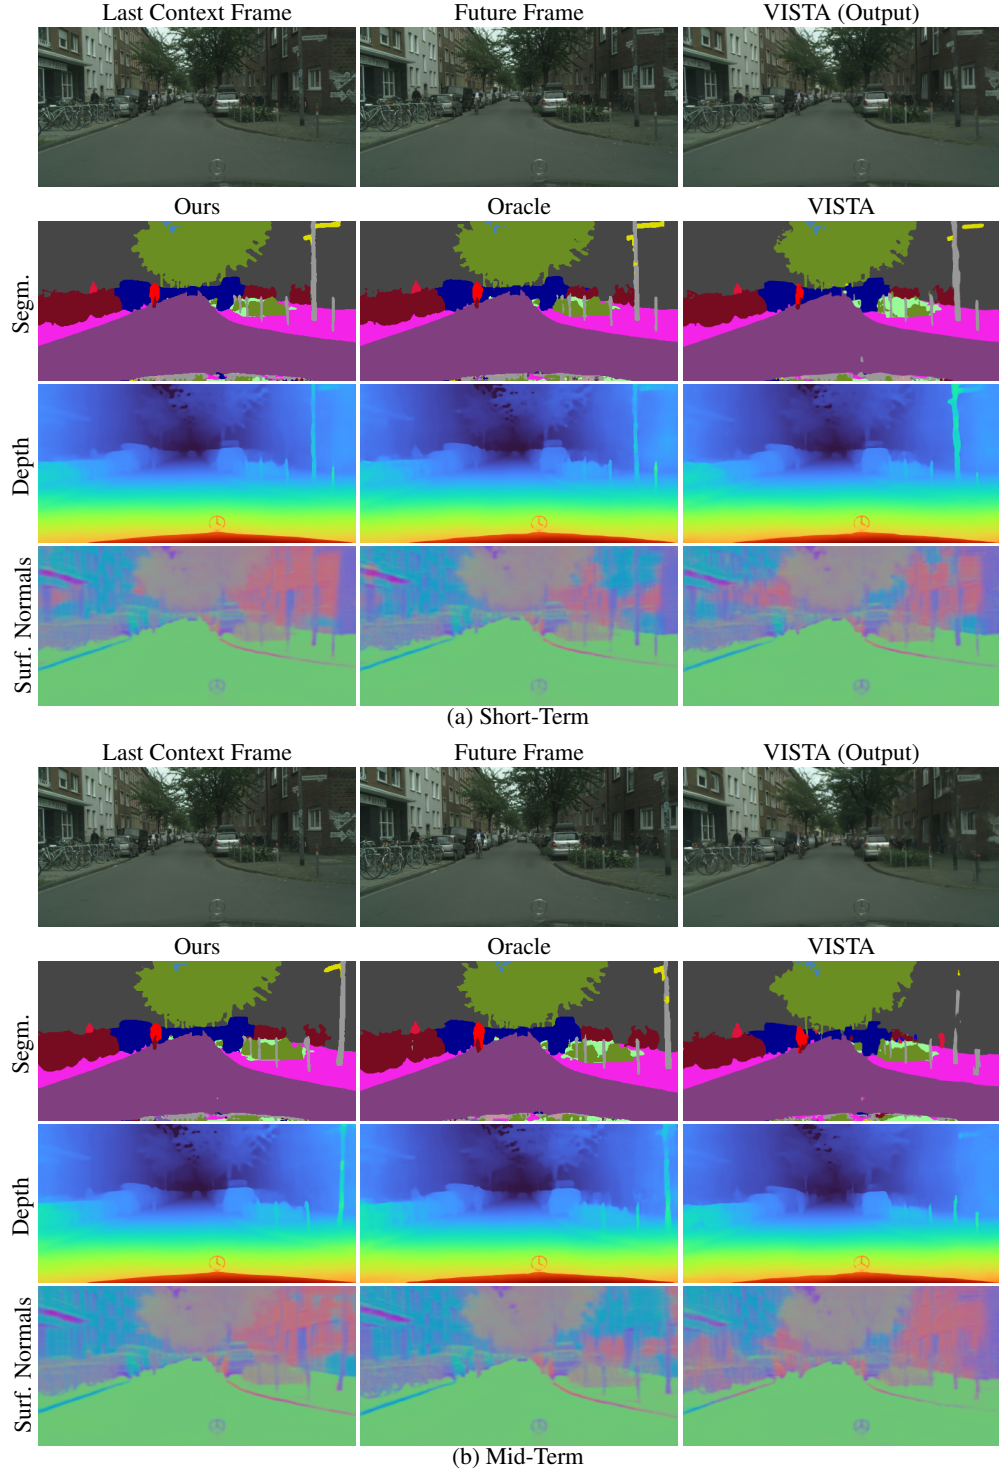 Last Context Frame Future Frame VISTA (Output)
Ours Oracle VISTA
Segm.
Depth
Surf. Normals
(a) Short-Term
Last Context Frame Future Frame VISTA (Output)
Ours Oracle VISTA
Segm.
Depth
Surf. Normals
(b) Mid-Term